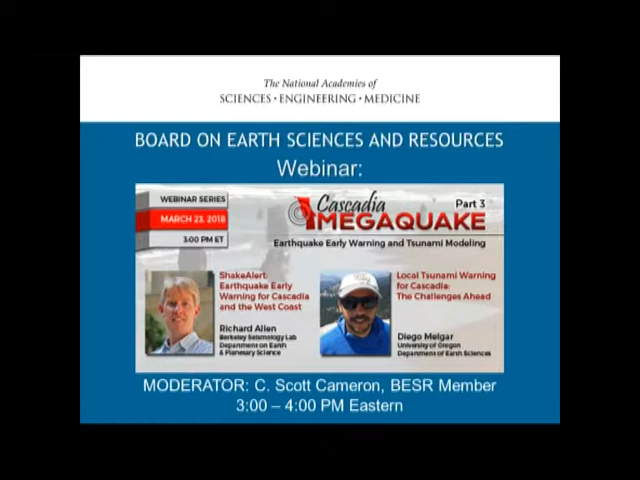 The National Academies of
SCIENCES • ENGINEERING • MEDICINE
BOARD ON EARTH SCIENCES AND RESOURCES
Webinar:
WEBINAR SERIES
MARCH 23, 2018
3:00 PM ET
Cascadia
MEGAQUAKE
Part 3
Earthquake Early Warning and Tsunami Modeling
ShakeAlert:
Earthquake Early
Warning for Cascadia
and the West Coast
Richard Allen
Berkeley Seismology Lab
Department on Earth
& Planetary Science
Local Tsunami Warning
for Cascadia:
The Challenges Ahead
Diego Melgar
University of Oregon
Department of Earth Sciences
MODERATOR: C. Scott Cameron, BESR Member
3:00 – 4:00 PM Eastern